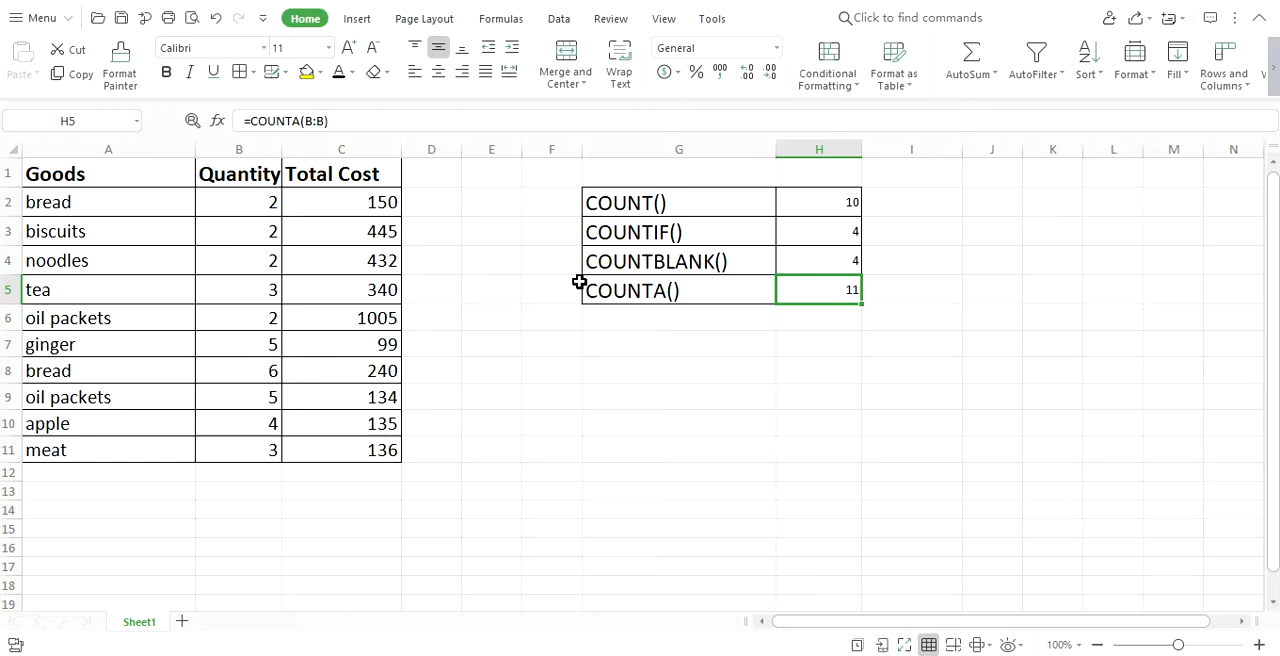 Menu Home Insert Page Layout Formulas Data Review View Tools Click to find commands
Paste Cut Copy Format Painter Calibri 11 A+ A- B I U A General % 000 Merge and Center Wrap Text Conditional Formatting Format as Table AutoSum AutoFilter Sort Format Fill Rows and Columns
H5 fx =COUNTA(B:B)
A B C D E F G H I J K L M N
1 Goods Quantity Total Cost
2 bread 2 150 COUNT() 10
3 biscuits 2 445 COUNTIF() 4
4 noodles 2 432 COUNTBLANK() 4
5 tea 3 340 COUNTA() 11
6 oil packets 2 1005
7 ginger 5 99
8 bread 6 240
9 oil packets 5 134
10 apple 4 135
11 meat 3 136
12
13
14
15
16
17
18
19
Sheet1
100%